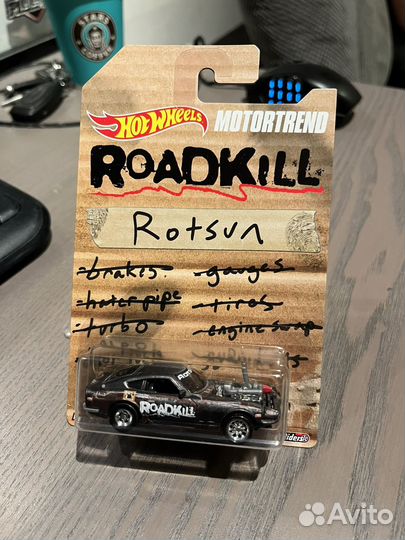 HOT WHEELS MOTORTREND
ROADKILL
Rotsun
brakes gauges
heater pipe tires
turbo engine swap
ROADKILL
Avito